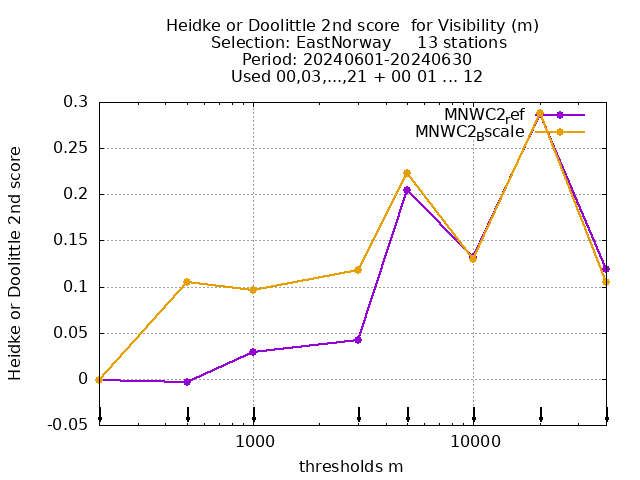 Heidke or Doolittle 2nd score  for Visibility (m)
Selection: EastNorway     13 stations
Period: 20240601-20240630
Used 00,03,...,21 + 00 01 ... 12
MNWC2_ref
MNWC2_Bscale
0.3
0.25
0.2
0.15
0.1
0.05
0
-0.05
Heidke or Doolittle 2nd score
1000
10000
thresholds m